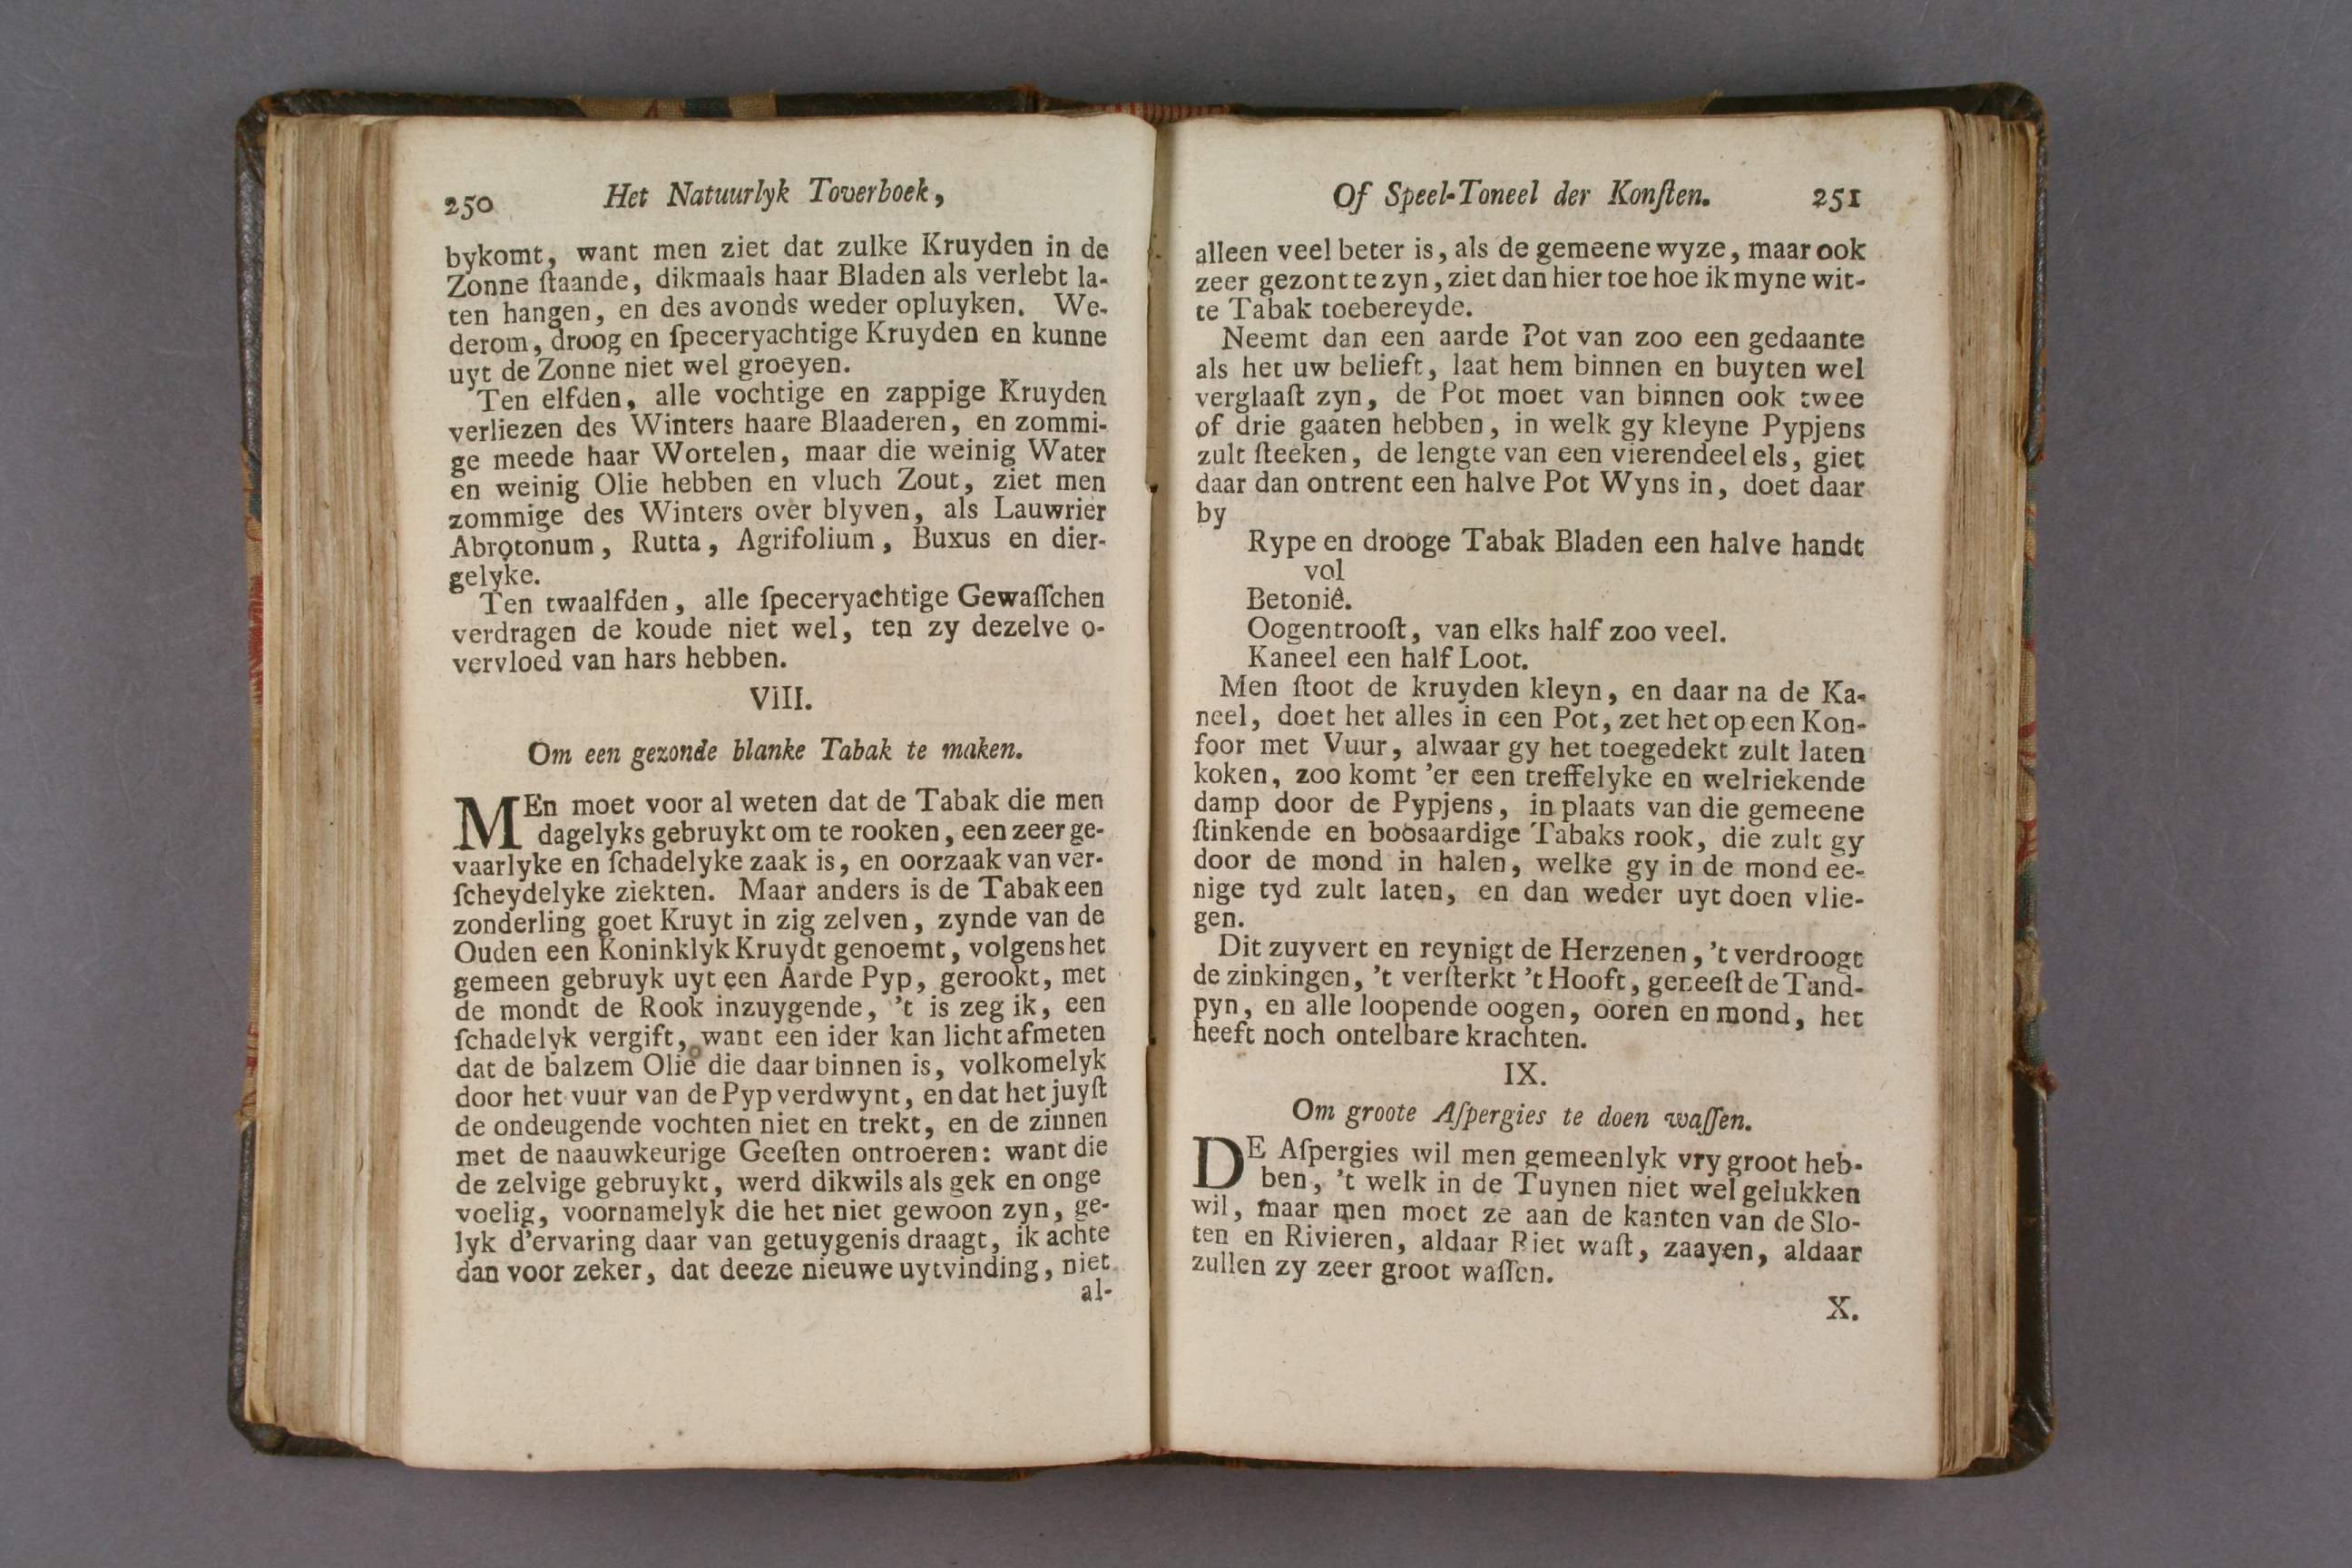 250 Het Natuurlyk Toverboek,
bykomt, want men ziet dat zulke Kruyden in de
Zonne ſtaande, dikmaals haar Bladen als verlebt la-
ten hangen, en des avonds weder opluyken. We-
derom, droog en ſpeceryachtige Kruyden en kunne
uyt de Zonne niet wel groeyen.
Ten elfden, alle vochtige en zappige Kruyden
verliezen des Winters haare Blaaderen, en zommi-
ge meede haar Wortelen, maar die weinig Water
en weinig Olie hebben en vluch Zout, ziet men
zommige des Winters over blyven, als Lauwrier
Abrotonum, Rutta, Agrifolium, Buxus en dier-
gelyke.
Ten twaalfden, alle ſpeceryachtige Gewaſſchen
verdragen de koude niet wel, ten zy dezelve o-
vervloed van hars hebben.
ViII.
Om een gezonde blanke Tabak te maken.
MEn moet voor al weten dat de Tabak die men
dagelyks gebruykt om te rooken, een zeer ge-
vaarlyke en ſchadelyke zaak is, en oorzaak van ver-
ſcheydelyke ziekten. Maar anders is de Tabak een
zonderling goet Kruyt in zig zelven, zynde van de
Ouden een Koninklyk Kruydt genoemt, volgens het
gemeen gebruyk uyt een Aarde Pyp, gerookt, met
de mondt de Rook inzuygende, 't is zeg ik, een
ſchadelyk vergift, want een ider kan licht afmeten
dat de balzem Olie die daar binnen is, volkomelyk
door het vuur van de Pyp verdwynt, en dat het juyſt
de ondeugende vochten niet en trekt, en de zinnen
met de naauwkeurige Geeſten ontroeren: want die
de zelvige gebruykt, werd dikwils als gek en onge
voelig, voornamelyk die het niet gewoon zyn, ge-
lyk d'ervaring daar van getuygenis draagt, ik achte
dan voor zeker, dat deeze nieuwe uytvinding, niet
al-
Of Speel-Toneel der Konſten. 251
alleen veel beter is, als de gemeene wyze, maar ook
zeer gezont te zyn, ziet dan hier toe hoe ik myne wit-
te Tabak toebereyde.
Neemt dan een aarde Pot van zoo een gedaante
als het uw belieft, laat hem binnen en buyten wel
verglaaſt zyn, de Pot moet van binnen ook twee
of drie gaaten hebben, in welk gy kleyne Pypjens
zult ſteeken, de lengte van een vierendeel els, giet
daar dan ontrent een halve Pot Wyns in, doet daar
by
Rype en drooge Tabak Bladen een halve handt
vol
Betonië.
Oogentrooſt, van elks half zoo veel.
Kaneel een half Loot.
Men ſtoot de kruyden kleyn, en daar na de Ka-
neel, doet het alles in een Pot, zet het op een Kon-
foor met Vuur, alwaar gy het toegedekt zult laten
koken, zoo komt 'er een treffelyke en welriekende
damp door de Pypjens, in plaats van die gemeene
ſtinkende en boosaardige Tabaks rook, die zult gy
door de mond in halen, welke gy in de mond ee-
nige tyd zult laten, en dan weder uyt doen vlie-
gen.
Dit zuyvert en reynigt de Herzenen, 't verdroogt
de zinkingen, 't verſterkt 't Hooft, geneeſt de Tand-
pyn, en alle loopende oogen, ooren en mond, het
heeft noch ontelbare krachten.
IX.
Om groote Aſpergies te doen waſſen.
DE Aſpergies wil men gemeenlyk vry groot heb-
ben, 't welk in de Tuynen niet wel gelukken
wil, maar men moet ze aan de kanten van de Slo-
ten en Rivieren, aldaar Riet waſt, zaayen, aldaar
zullen zy zeer groot waſſen.
X.